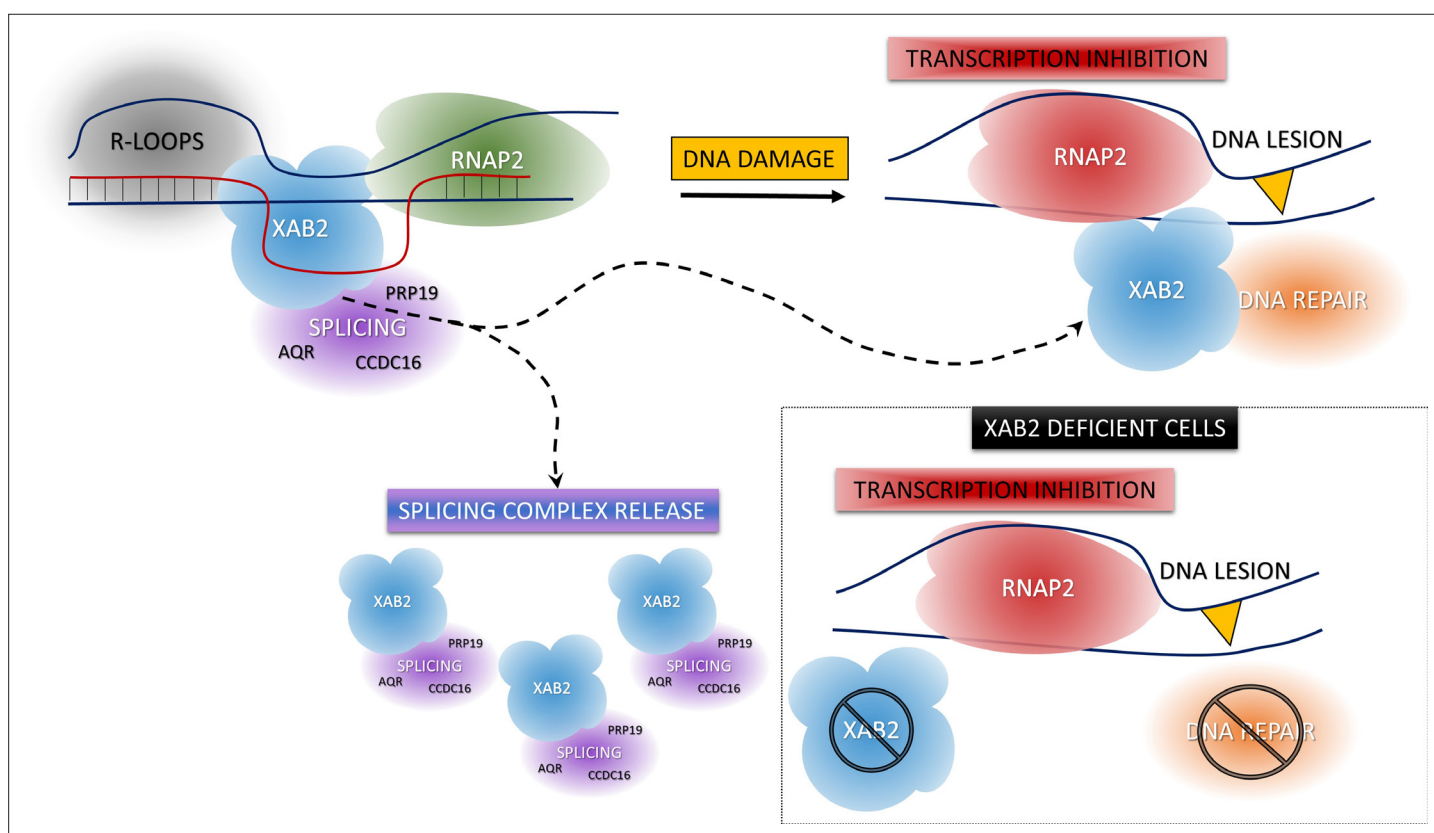 R-LOOPS
RNAP2
XAB2
PRP19
SPLICING
AQR
CCDC16
DNA DAMAGE
TRANSCRIPTION INHIBITION
RNAP2
DNA LESION
XAB2
DNA REPAIR
SPLICING COMPLEX RELEASE
XAB2
PRP19
SPLICING
AQR
CCDC16
XAB2
PRP19
SPLICING
AQR
CCDC16
XAB2
PRP19
SPLICING
AQR
CCDC16
XAB2 DEFICIENT CELLS
TRANSCRIPTION INHIBITION
RNAP2
DNA LESION
XAB2
DNA REPAIR